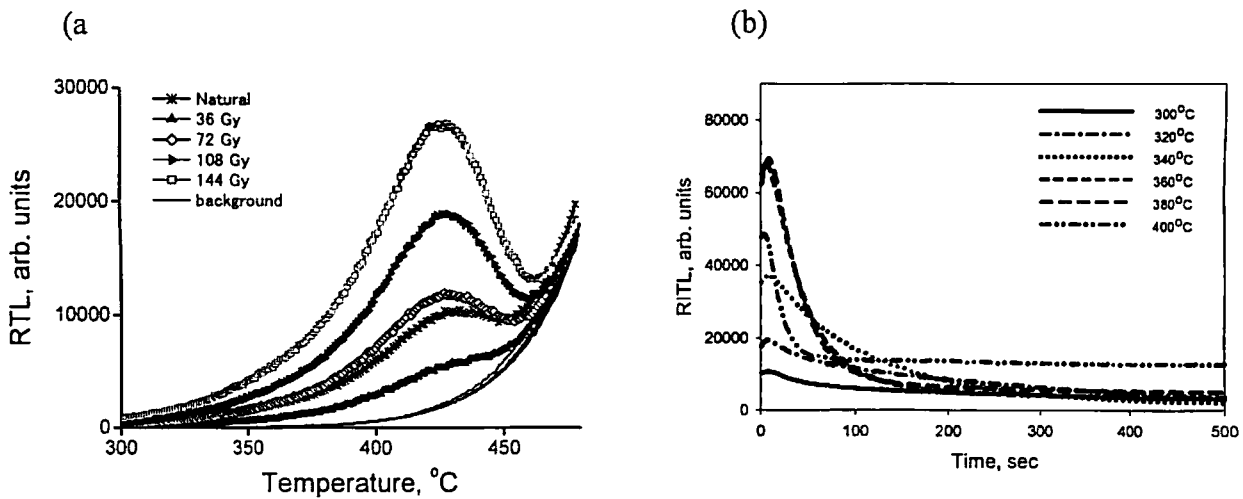 (a
(b)
30000
20000
10000
0
RTL, arb. units
Natural
36 Gy
72 Gy
108 Gy
144 Gy
background
300
350
400
450
Temperature, °C
80000
60000
40000
20000
0
RITL, arb. units
300°C
320°C
340°C
360°C
380°C
400°C
0
100
200
300
400
500
Time, sec